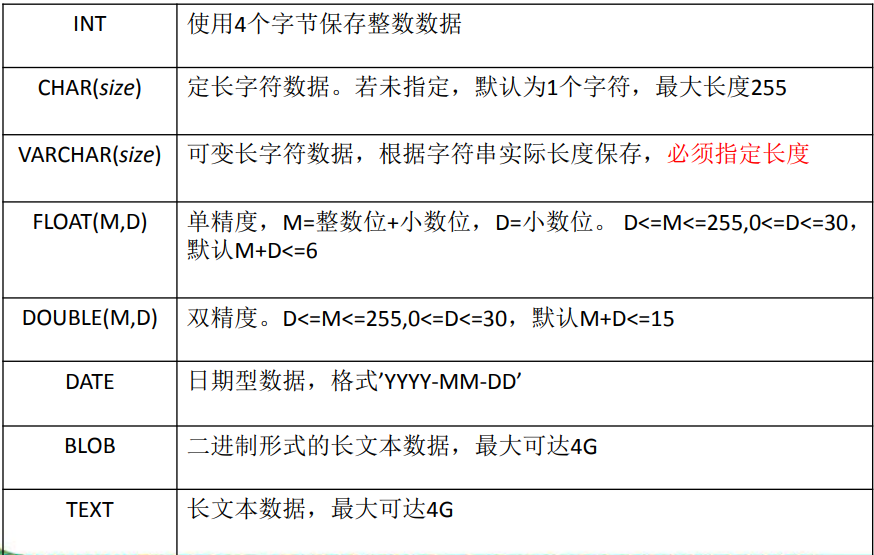 INT
使用4个字节保存整数数据
CHAR(size)
定长字符数据。若未指定，默认为1个字符，最大长度255
VARCHAR(size)
可变长字符数据，根据字符串实际长度保存，必须指定长度
FLOAT(M,D)
单精度，M=整数位+小数位，D=小数位。 D<=M<=255,0<=D<=30，
默认M+D<=6
DOUBLE(M,D)
双精度。D<=M<=255,0<=D<=30，默认M+D<=15
DATE
日期型数据，格式’YYYY-MM-DD’
BLOB
二进制形式的长文本数据，最大可达4G
TEXT
长文本数据，最大可达4G